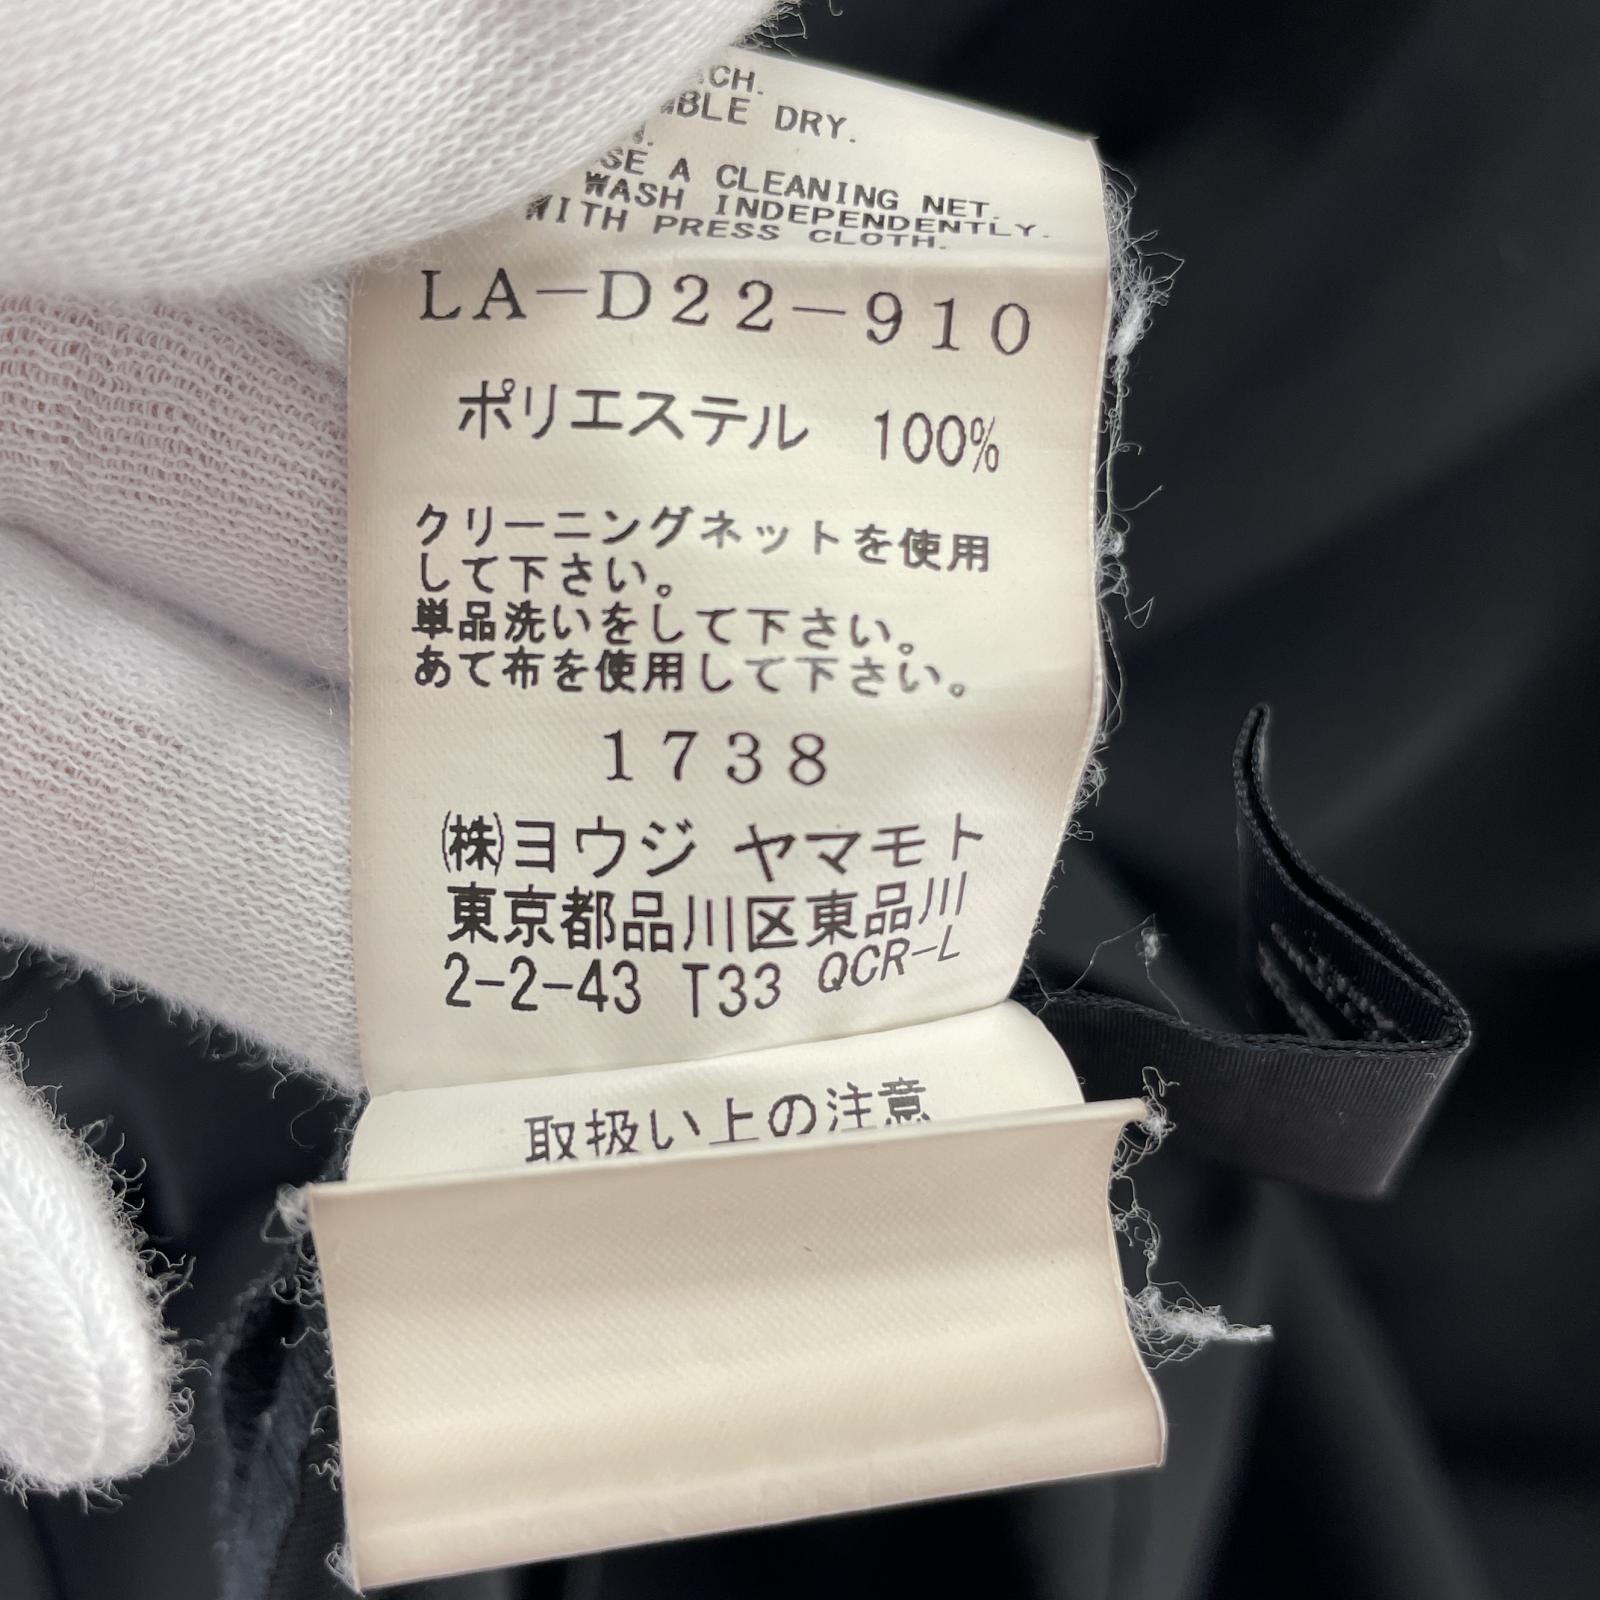 DRY.
A CLEANING NET.
WASH INDEPENDENTLY.
WITH PRESS CLOTH.
LA-D22-910
ポリエステル 100%
クリーニングネットを使用
して下さい。
単品洗いをして下さい。
あて布を使用して下さい。
1738
㈱ヨウジ ヤマモト
東京都品川区東品川
2-2-43 T33 QCR-L
取扱い上の注意